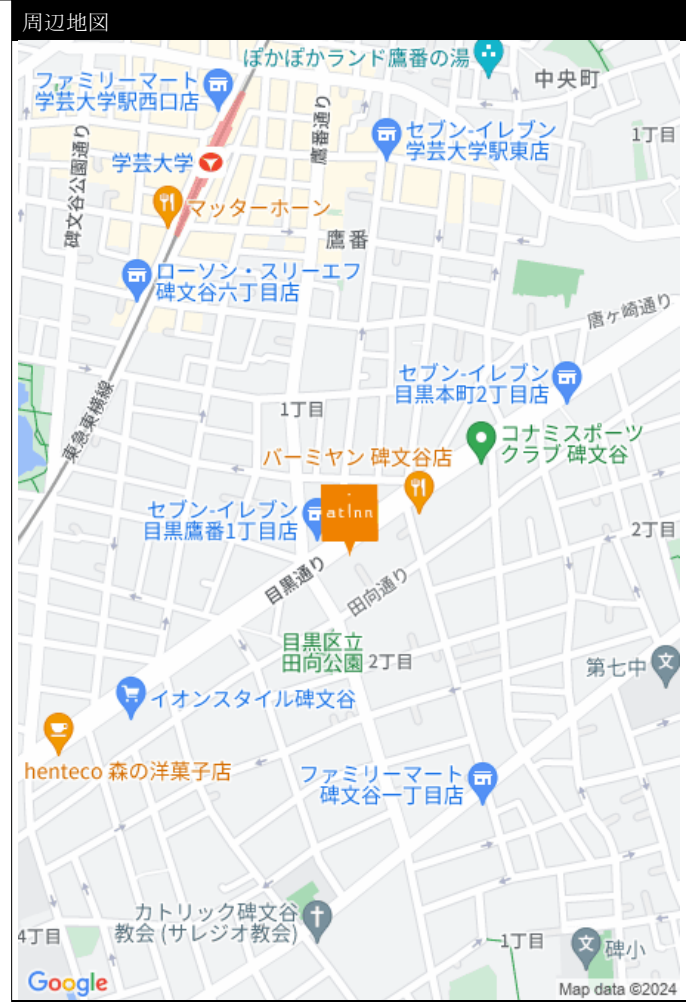 周辺地図
ぽかぽかランド鷹番の湯
中央町
ファミリーマート
学芸大学駅西口店
鷹番通り
セブン-イレブン
学芸大学駅東店
1丁目
碑文谷公園通り
学芸大学
マッターホーン
鷹番
ローソン・スリーエフ
碑文谷六丁目店
唐ヶ崎通り
セブン-イレブン
目黒本町2丁目店
東急東横線
1丁目
コナミスポーツ
クラブ 碑文谷
バーミヤン 碑文谷店
セブン-イレブン
目黒鷹番1丁目店
at Inn
2丁目
目黒通り
田向通り
目黒区立
田向公園
2丁目
第七中
文
イオンスタイル碑文谷
henteco 森の洋菓子店
ファミリーマート
碑文谷一丁目店
カトリック碑文谷
教会 (サレジオ教会)
4丁目
1丁目
文
碑小
Google
Map data ©2024